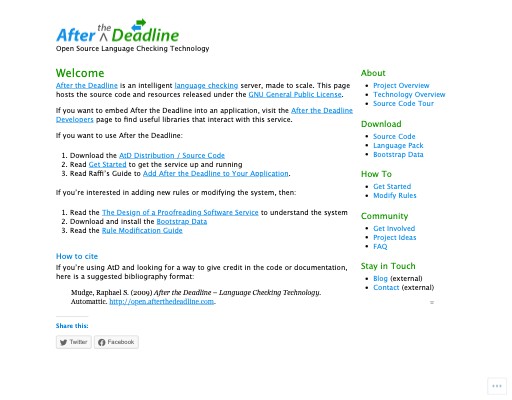 After the Deadline
Open Source Language Checking Technology
Welcome
After the Deadline is an intelligent language checking server, made to scale. This page
hosts the source code and resources released under the GNU General Public License.
If you want to embed After the Deadline into an application, visit the After the Deadline
Developers page to find useful libraries that interact with this service.
If you want to use After the Deadline:
1. Download the AtD Distribution / Source Code
2. Read Get Started to get the service up and running
3. Read Raffi's Guide to Add After the Deadline to Your Application.
If you're interested in adding new rules or modifying the system, then:
1. Read the The Design of a Proofreading Software Service to understand the system
2. Download and install the Bootstrap Data
3. Read the Rule Modification Guide
How to cite
If you're using AtD and looking for a way to give credit in the code or documentation,
here is a suggested bibliography format:
Mudge, Raphael S. (2009) After the Deadline – Language Checking Technology.
Automattic. http://open.afterthedeadline.com.
Share this:
Twitter
Facebook
About
Project Overview
Technology Overview
Source Code Tour
Download
Source Code
Language Pack
Bootstrap Data
How To
Get Started
Modify Rules
Community
Get Involved
Project Ideas
FAQ
Stay in Touch
Blog (external)
Contact (external)